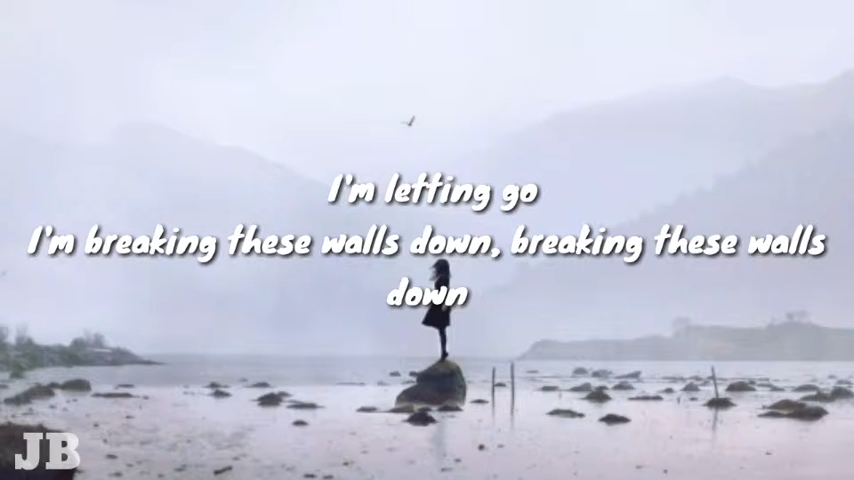 I'm letting go
I'm breaking these walls down, breaking these walls
down
JB